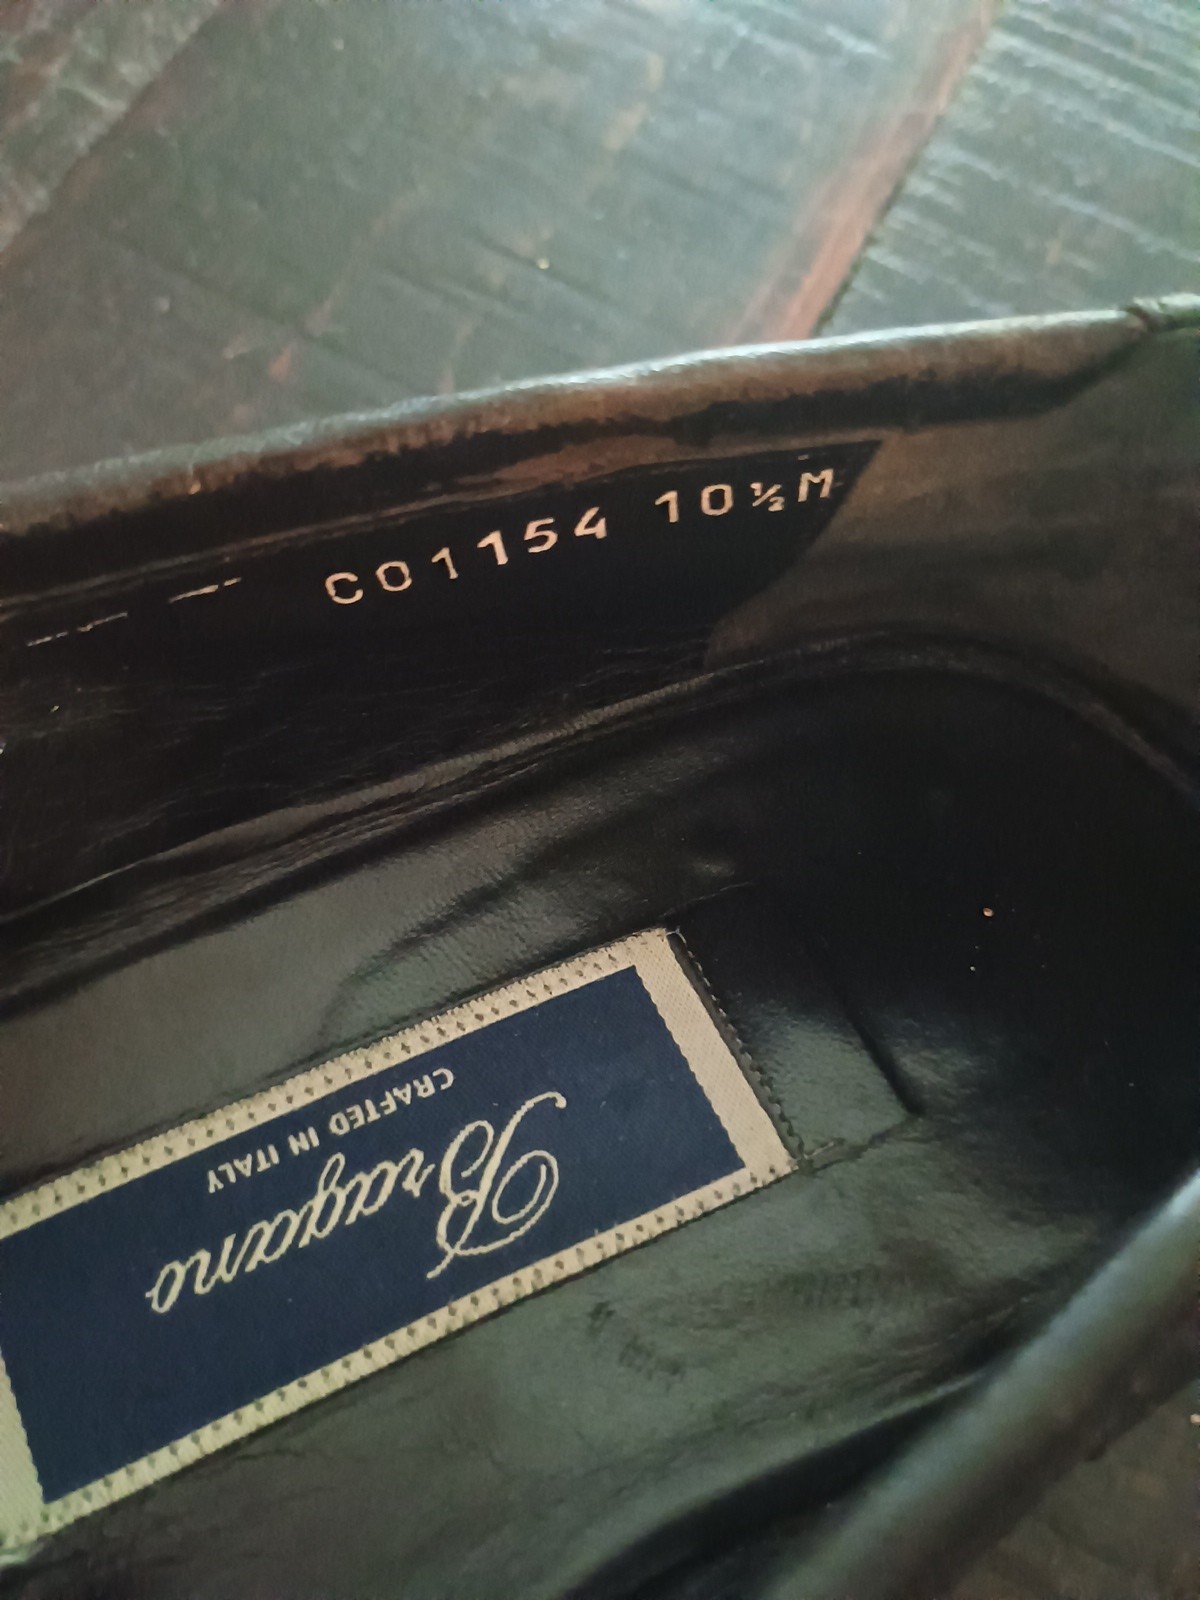 C01154 10½M
Bragano
CRAFTED IN ITALY